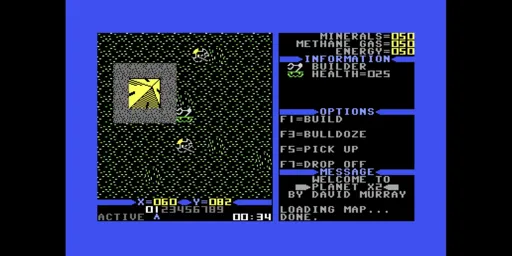 MINERALS=050
METHANE GAS=050
ENERGY=050
INFORMATION
BUILDER
HEALTH=025
OPTIONS
F1=BUILD
F3=BULLDOZE
F5=PICK UP
F7=DROP OFF
MESSAGE
WELCOME TO
PLANET X2
BY DAVID MURRAY
LOADING MAP...
DONE.
X=060 Y=082
0123456789
ACTIVE 00:34